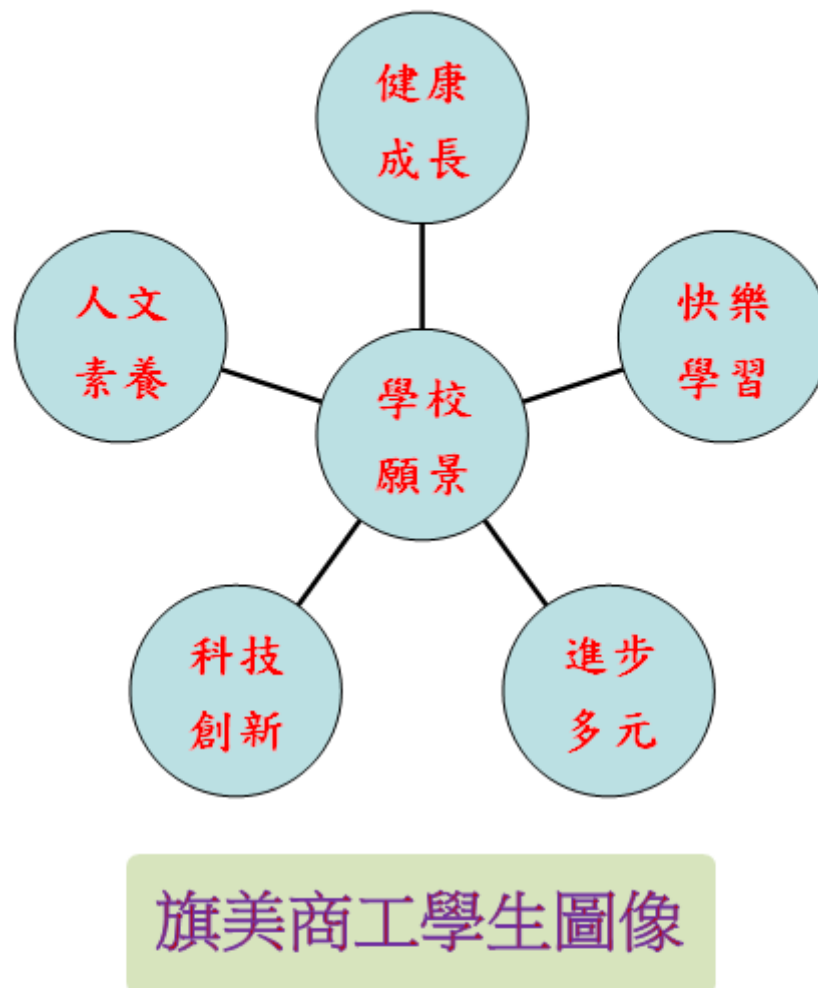 健康
成長
人文
素養
快樂
學習
學校
願景
科技
創新
進步
多元
旗美商工學生圖像